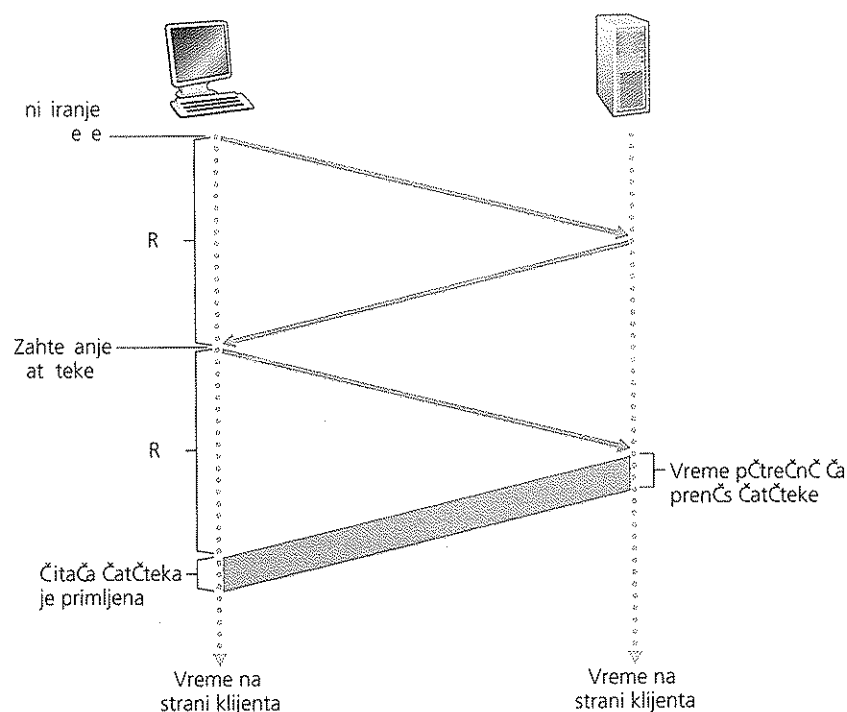 ni iranje
e e
R
Zahte anje
at teke
R
Vreme pČtreČnČ Ča
prenČs ČatČteke
ČitaČa ČatČteka
je primljena
Vreme na
strani klijenta
Vreme na
strani klijenta